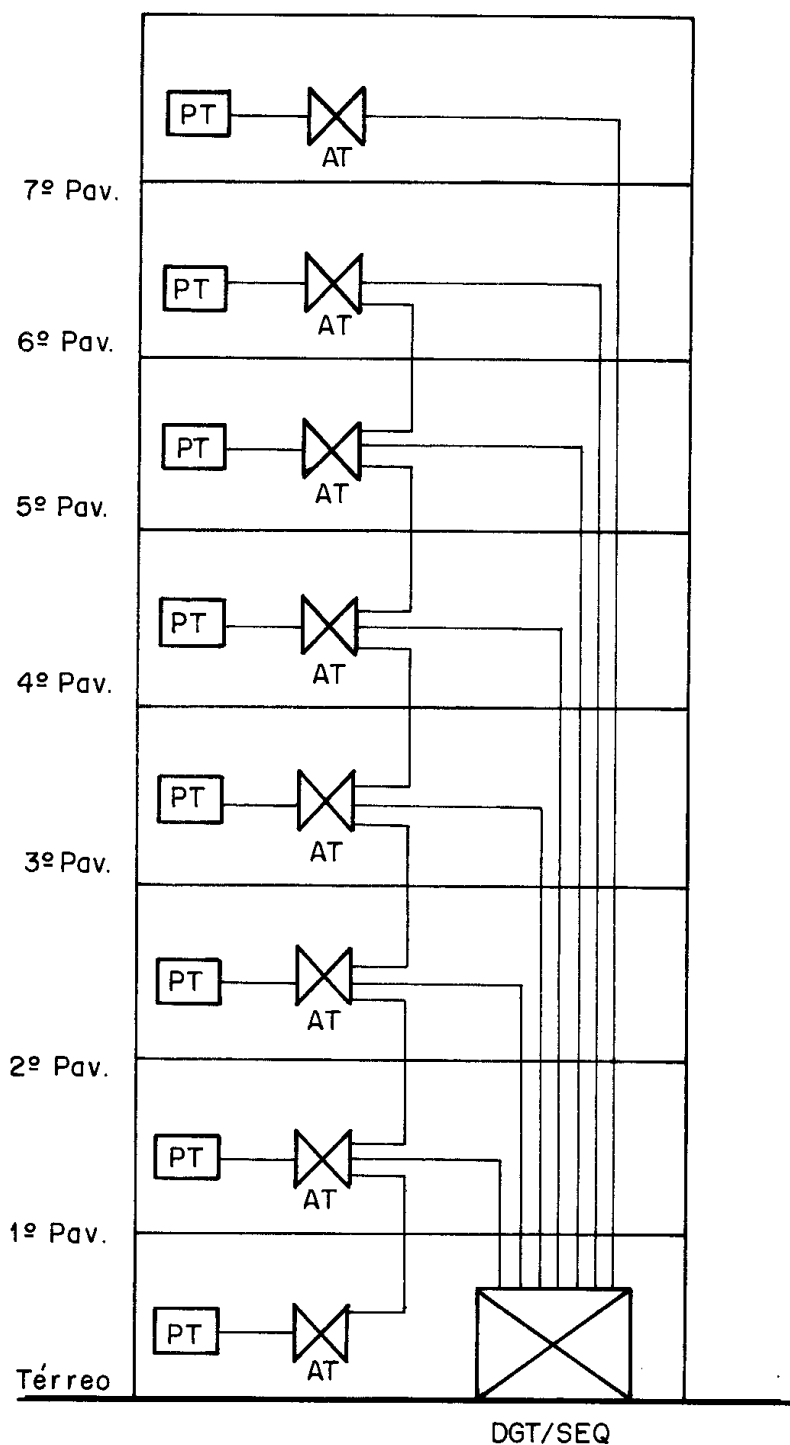 PT
AT
7º Pav.
PT
AT
6º Pav.
PT
AT
5º Pav.
PT
AT
4º Pav.
PT
AT
3º Pav.
PT
AT
2º Pav.
PT
AT
1º Pav.
PT
AT
Térreo
DGT/SEQ